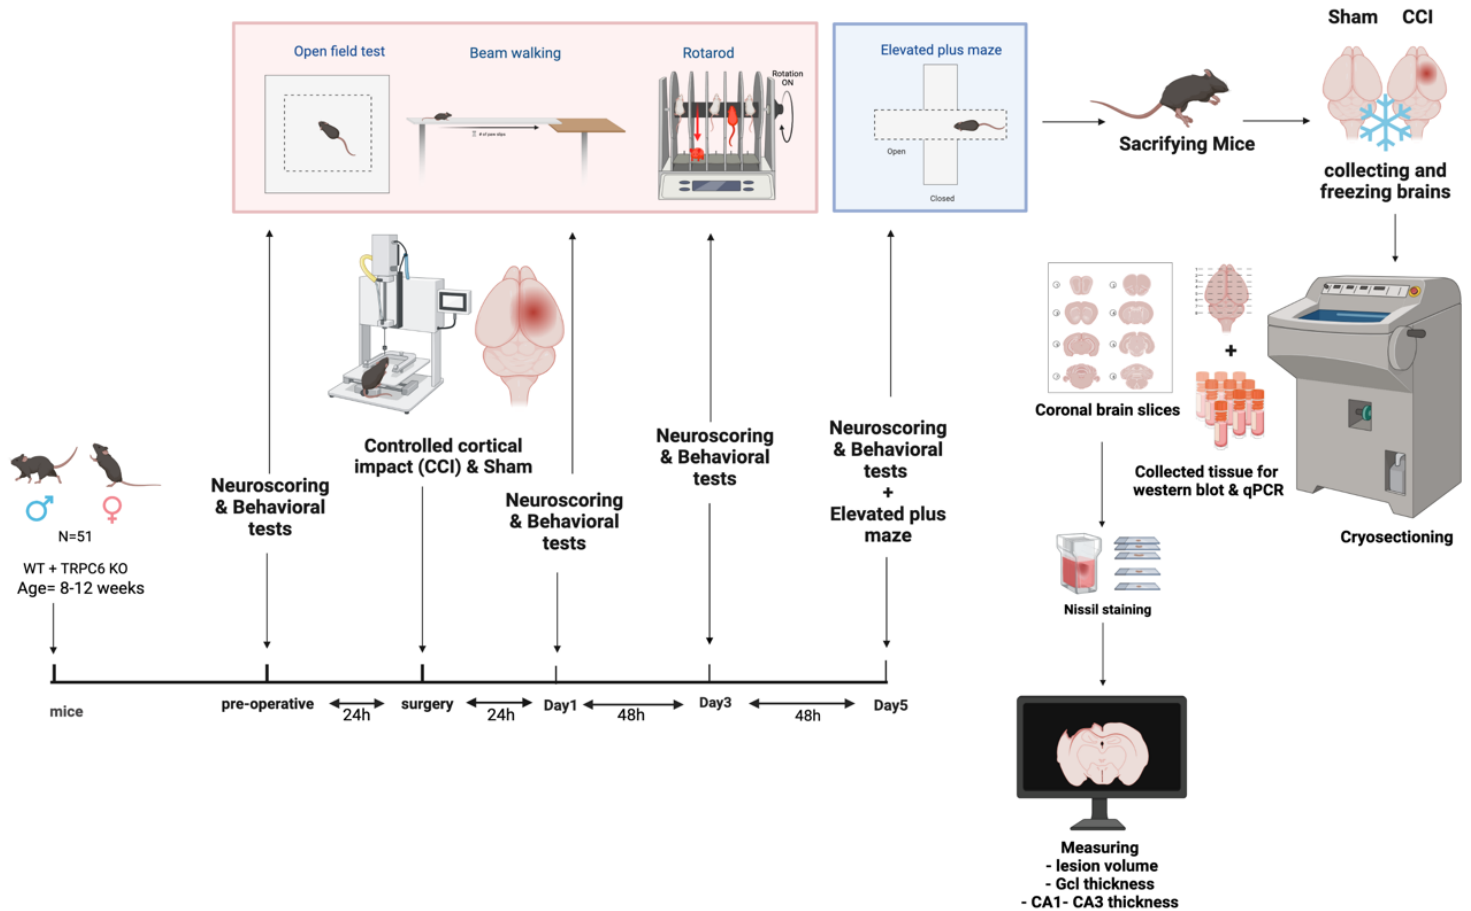 Sham CCI
Open field test
Beam walking
Rotarod
Elevated plus maze
Rotation
ON
# of paw slips
Open
Closed
Sacrifying Mice
collecting and
freezing brains
Controlled cortical
impact (CCI) & Sham
Neuroscoring
& Behavioral
tests
Neuroscoring
& Behavioral
tests
Neuroscoring
& Behavioral
tests
Neuroscoring
& Behavioral
tests
+
Elevated plus
maze
N=51
WT + TRPC6 KO
Age= 8-12 weeks
mice
pre-operative
24h
surgery
24h
Day1
48h
Day3
48h
Day5
Coronal brain slices
+
Collected tissue for
western blot & qPCR
Cryosectioning
Nissil staining
Measuring
- lesion volume
- Gcl thickness
- CA1- CA3 thickness